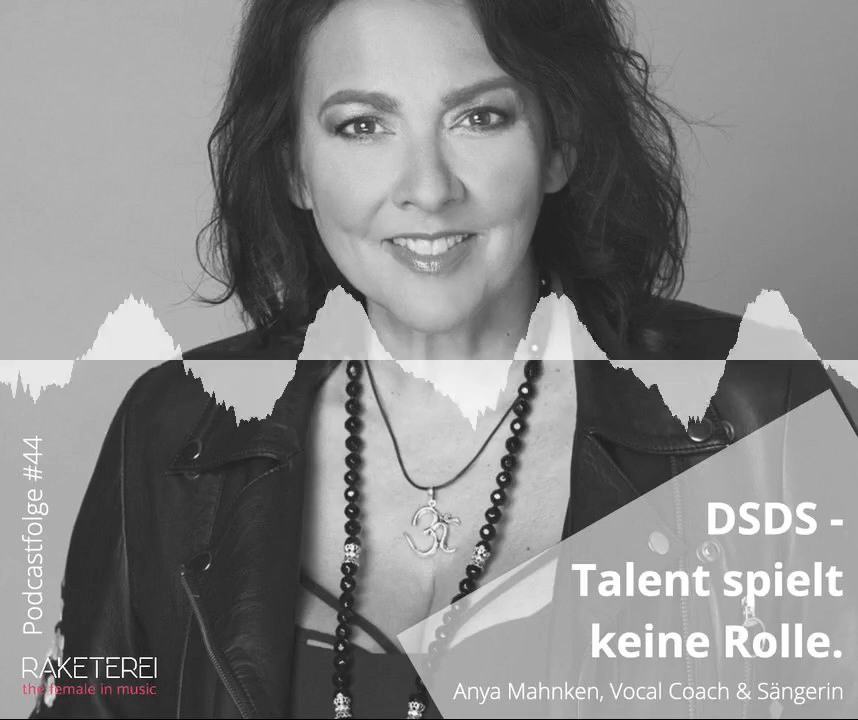 Podcastfolge #44
RAKETEREI
the female in music
DSDS -
Talent spielt
keine Rolle.
Anya Mahnken, Vocal Coach & Sängerin